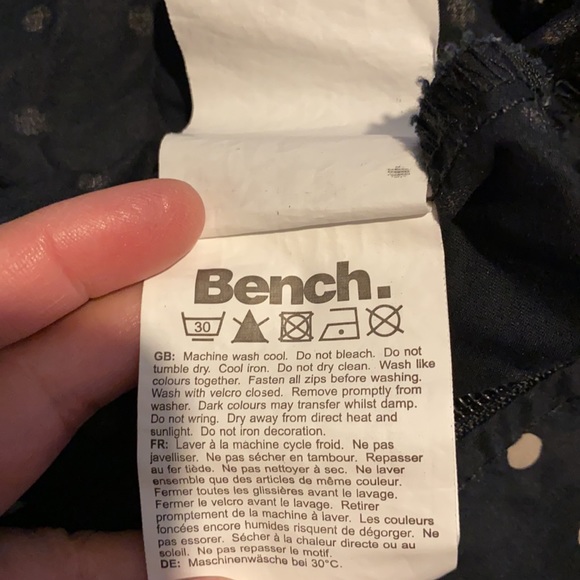 Bench.
30
GB: Machine wash cool. Do not bleach. Do not
tumble dry. Cool iron. Do not dry clean. Wash like
colours together. Fasten all zips before washing.
Wash with velcro closed. Remove promptly from
washer. Dark colours may transfer whilst damp.
Do not wring. Dry away from direct heat and
sunlight. Do not iron decoration.
FR: Laver à la machine cycle froid. Ne pas
javelliser. Ne pas sécher en tambour. Repasser
au fer tiède. Ne pas nettoyer à sec. Ne laver
ensemble que des articles de même couleur.
Fermer toutes les glissières avant le lavage.
Fermer le velcro avant le lavage. Retirer
promptement de la machine à laver. Les couleurs
foncées encore humides risquent de dégorger. Ne
pas essorer. Sécher à la chaleur directe ou au
soleil. Ne pas repasser le motif.
DE: Maschinenwäsche bei 30°C.